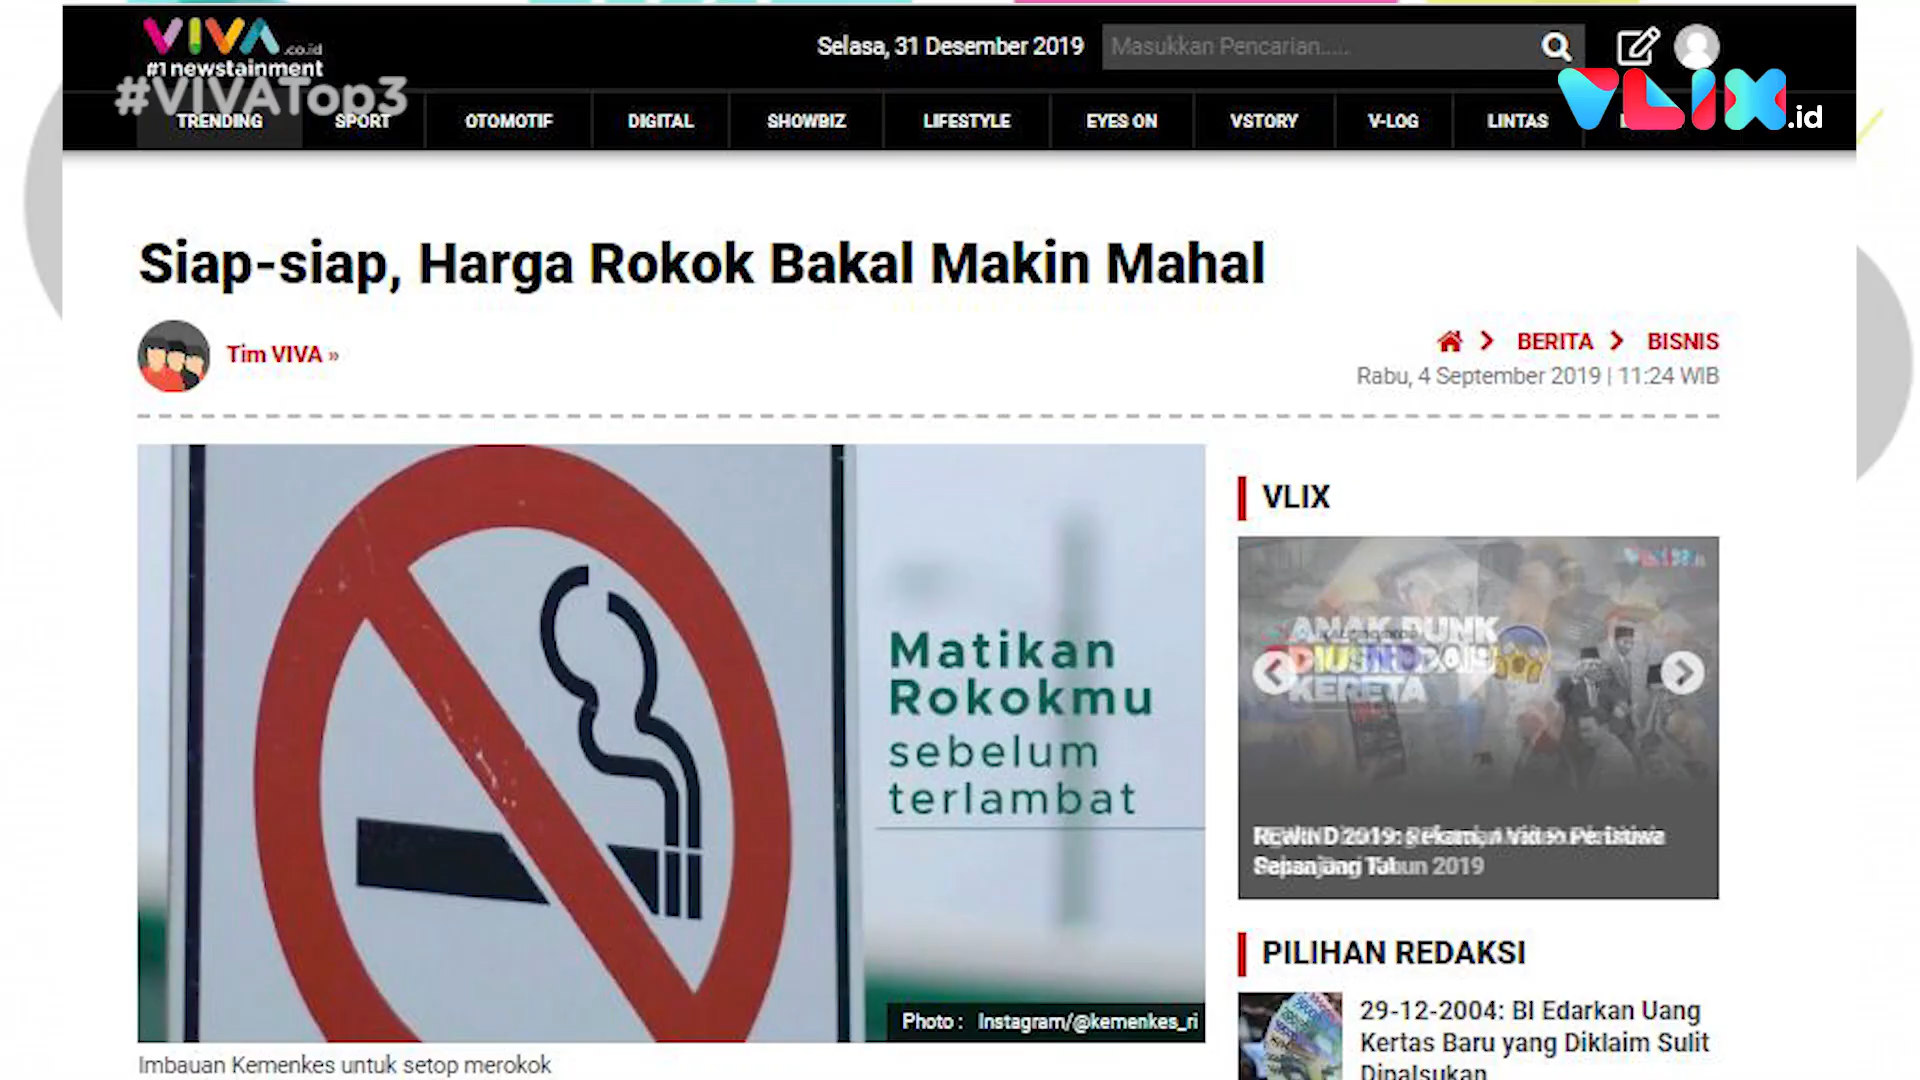 VIVA.co.id
#1 newstainment
#VIVATop3
Selasa, 31 Desember 2019
Masukkan Pencarian.....
VLIX.id
TRENDING
SPORT
OTOMOTIF
DIGITAL
SHOWBIZ
LIFESTYLE
EYES ON
VSTORY
V-LOG
LINTAS
Siap-siap, Harga Rokok Bakal Makin Mahal
Tim VIVA »
BERITA
BISNIS
Rabu, 4 September 2019 | 11:24 WIB
Matikan
Rokokmu
sebelum
terlambat
Photo : Instagram/@kemenkes_ri
Imbauan Kemenkes untuk setop merokok
VLIX
ANAK PUNK
KERETA
PILIHAN REDAKSI
29-12-2004: BI Edarkan Uang
Kertas Baru yang Diklaim Sulit
Dipalsukan